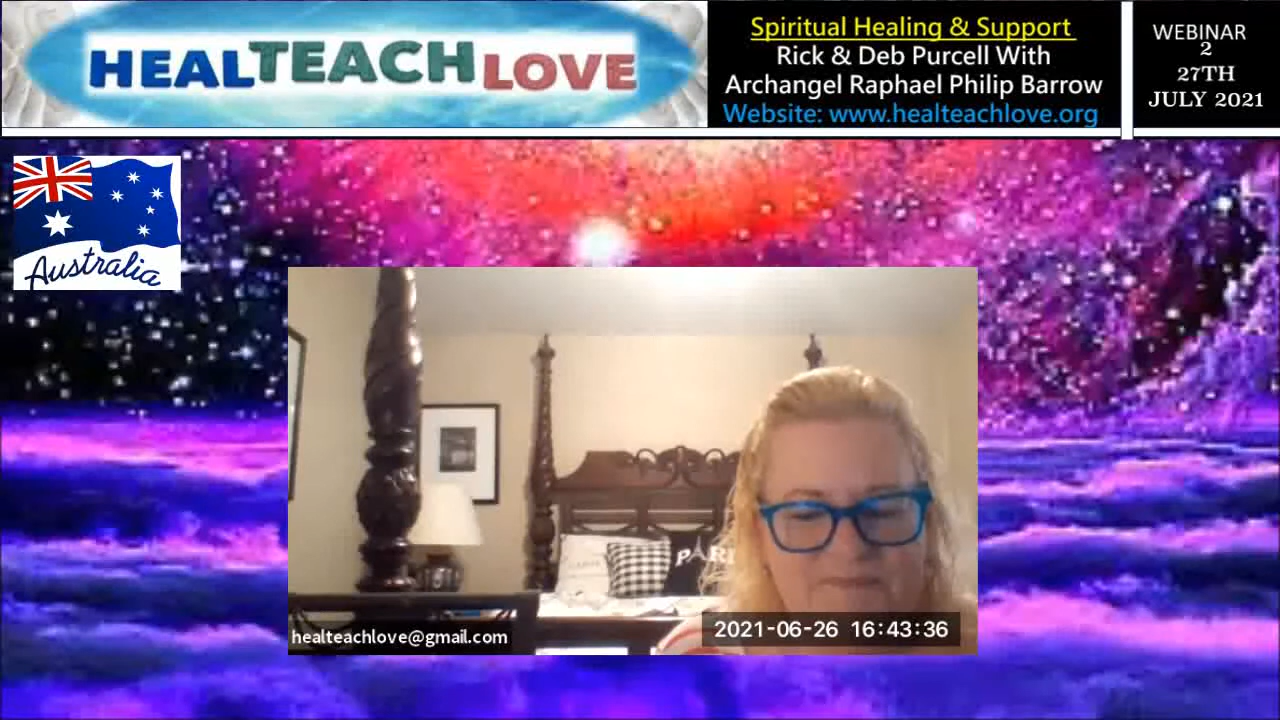 HEALTEACHLOVE
Spiritual Healing & Support
Rick & Deb Purcell With
Archangel Raphael Philip Barrow
Website: www.healteachlove.org
WEBINAR
2
27TH
JULY 2021
Australia
PARI
healteachlove@gmail.com
2021-06-26 16:43:36